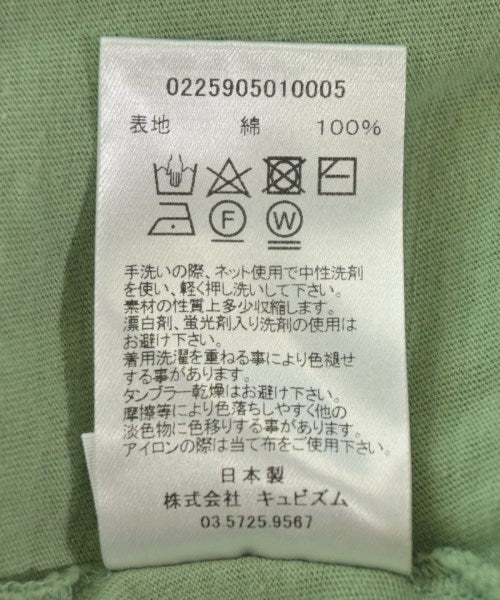 0225905010005
表地 綿 100%
F W
手洗いの際、ネット使用で中性洗剤
を使い、軽く押し洗いして下さい。
素材の性質上多少収縮します。
漂白剤、蛍光剤入り洗剤の使用は
お避け下さい。
着用洗濯を重ねる事により色褪せ
する事があります。
タンブラー乾燥はお避け下さい。
摩擦等により色落ちしやすく他の
淡色物に色移りする事があります。
アイロンの際は当て布をご使用下さい。
日本製
株式会社 キュビズム
03.5725.9567